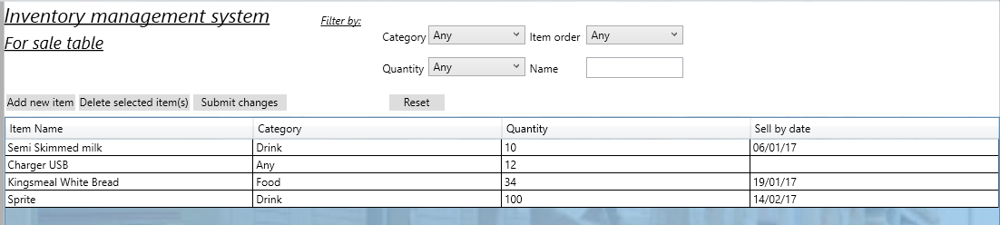 Inventory management system
For sale table
Filter by:
Category Any Item order Any
Quantity Any Name
Add new item Delete selected item(s) Submit changes Reset
Item Name Category Quantity Sell by date
Semi Skimmed milk Drink 10 06/01/17
Charger USB Any 12
Kingsmeal White Bread Food 34 19/01/17
Sprite Drink 100 14/02/17